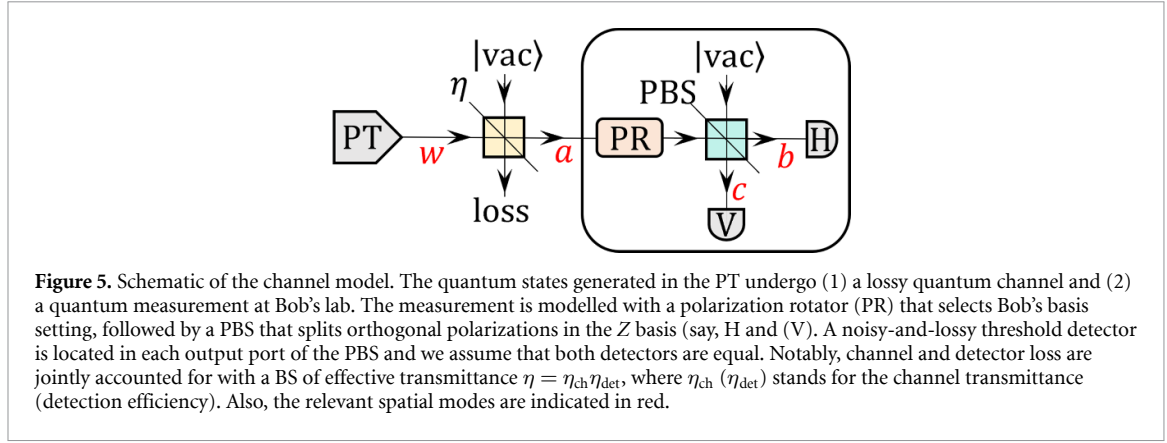 |vac⟩
|vac⟩
η
PBS
PT
PR
H
w
a
b
c
loss
V
Figure 5. Schematic of the channel model. The quantum states generated in the PT undergo (1) a lossy quantum channel and (2)
a quantum measurement at Bob's lab. The measurement is modelled with a polarization rotator (PR) that selects Bob's basis
setting, followed by a PBS that splits orthogonal polarizations in the Z basis (say, H and (V). A noisy-and-lossy threshold detector
is located in each output port of the PBS and we assume that both detectors are equal. Notably, channel and detector loss are
jointly accounted for with a BS of effective transmittance η = η_ch η_det, where η_ch (η_det) stands for the channel transmittance
(detection efficiency). Also, the relevant spatial modes are indicated in red.